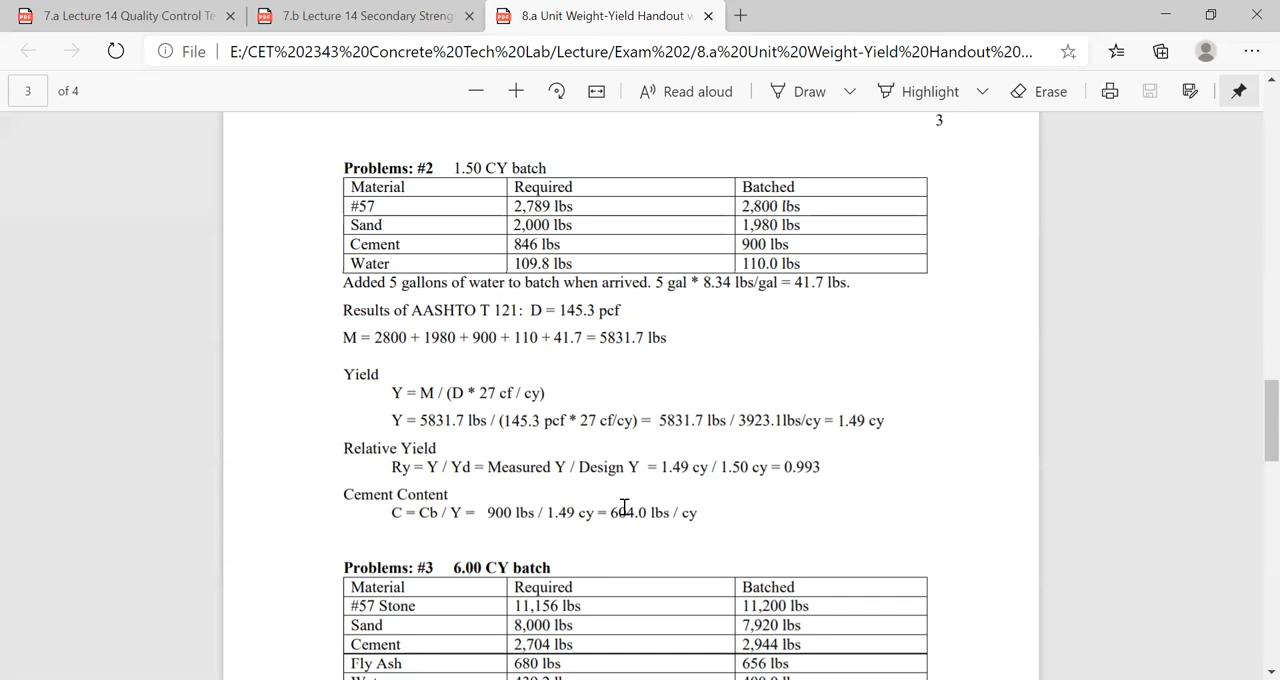 7.a Lecture 14 Quality Control Te
7.b Lecture 14 Secondary Streng
8.a Unit Weight-Yield Handout w
File
E:/CET%202343%20Concrete%20Tech%20Lab/Lecture/Exam%202/8.a%20Unit%20Weight-Yield%20Handout%20...
3 of 4
Read aloud
Draw
Highlight
Erase
3
Problems: #2 1.50 CY batch
Material Required Batched
#57 2,789 lbs 2,800 lbs
Sand 2,000 lbs 1,980 lbs
Cement 846 lbs 900 lbs
Water 109.8 lbs 110.0 lbs
Added 5 gallons of water to batch when arrived. 5 gal * 8.34 lbs/gal = 41.7 lbs.
Results of AASHTO T 121: D = 145.3 pcf
M = 2800 + 1980 + 900 + 110 + 41.7 = 5831.7 lbs
Yield
Y = M / (D * 27 cf / cy)
Y = 5831.7 lbs / (145.3 pcf * 27 cf/cy) = 5831.7 lbs / 3923.1lbs/cy = 1.49 cy
Relative Yield
Ry = Y / Yd = Measured Y / Design Y = 1.49 cy / 1.50 cy = 0.993
Cement Content
C = Cb / Y = 900 lbs / 1.49 cy = 604.0 lbs / cy
Problems: #3 6.00 CY batch
Material Required Batched
#57 Stone 11,156 lbs 11,200 lbs
Sand 8,000 lbs 7,920 lbs
Cement 2,704 lbs 2,944 lbs
Fly Ash 680 lbs 656 lbs